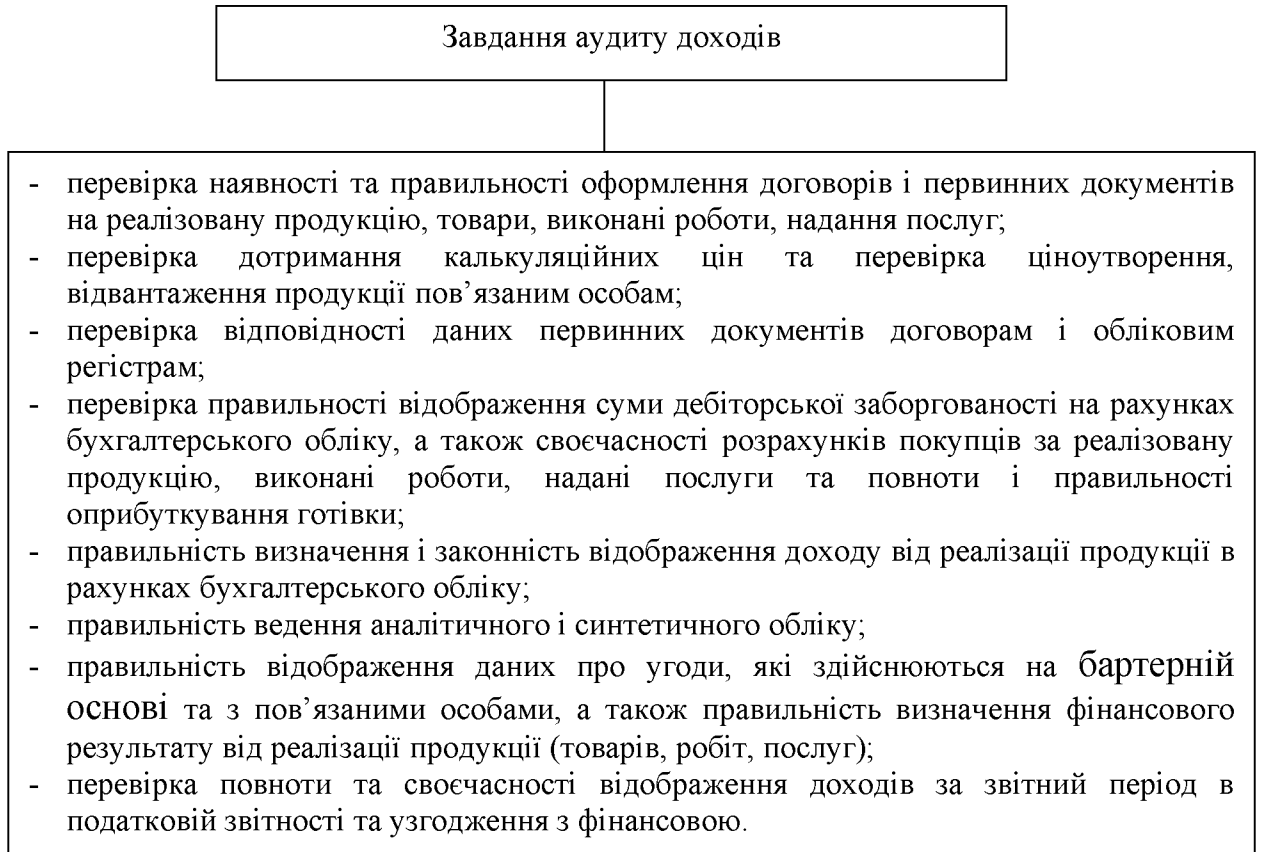 Завдання аудиту доходів
- перевірка наявності та правильності оформлення договорів і первинних документів
на реалізовану продукцію, товари, виконані роботи, надання послуг;
- перевірка дотримання калькуляційних цін та перевірка ціноутворення,
відвантаження продукції пов’язаним особам;
- перевірка відповідності даних первинних документів договорам і обліковим
регістрам;
- перевірка правильності відображення суми дебіторської заборгованості на рахунках
бухгалтерського обліку, а також своєчасності розрахунків покупців за реалізовану
продукцію, виконані роботи, надані послуги та повноти і правильності
оприбуткування готівки;
- правильність визначення і законність відображення доходу від реалізації продукції в
рахунках бухгалтерського обліку;
- правильність ведення аналітичного і синтетичного обліку;
- правильність відображення даних про угоди, які здійснюються на бартерній
основі та з пов’язаними особами, а також правильність визначення фінансового
результату від реалізації продукції (товарів, робіт, послуг);
- перевірка повноти та своєчасності відображення доходів за звітний період в
податковій звітності та узгодження з фінансовою.